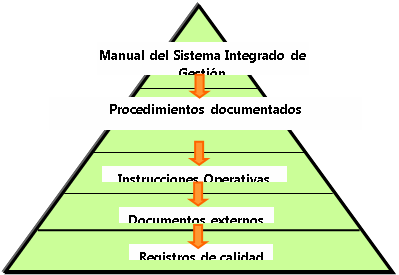 Manual del Sistema Integrado de
Gestión
Procedimientos documentados
Instrucciones Operativas
Documentos externos
Registros de calidad